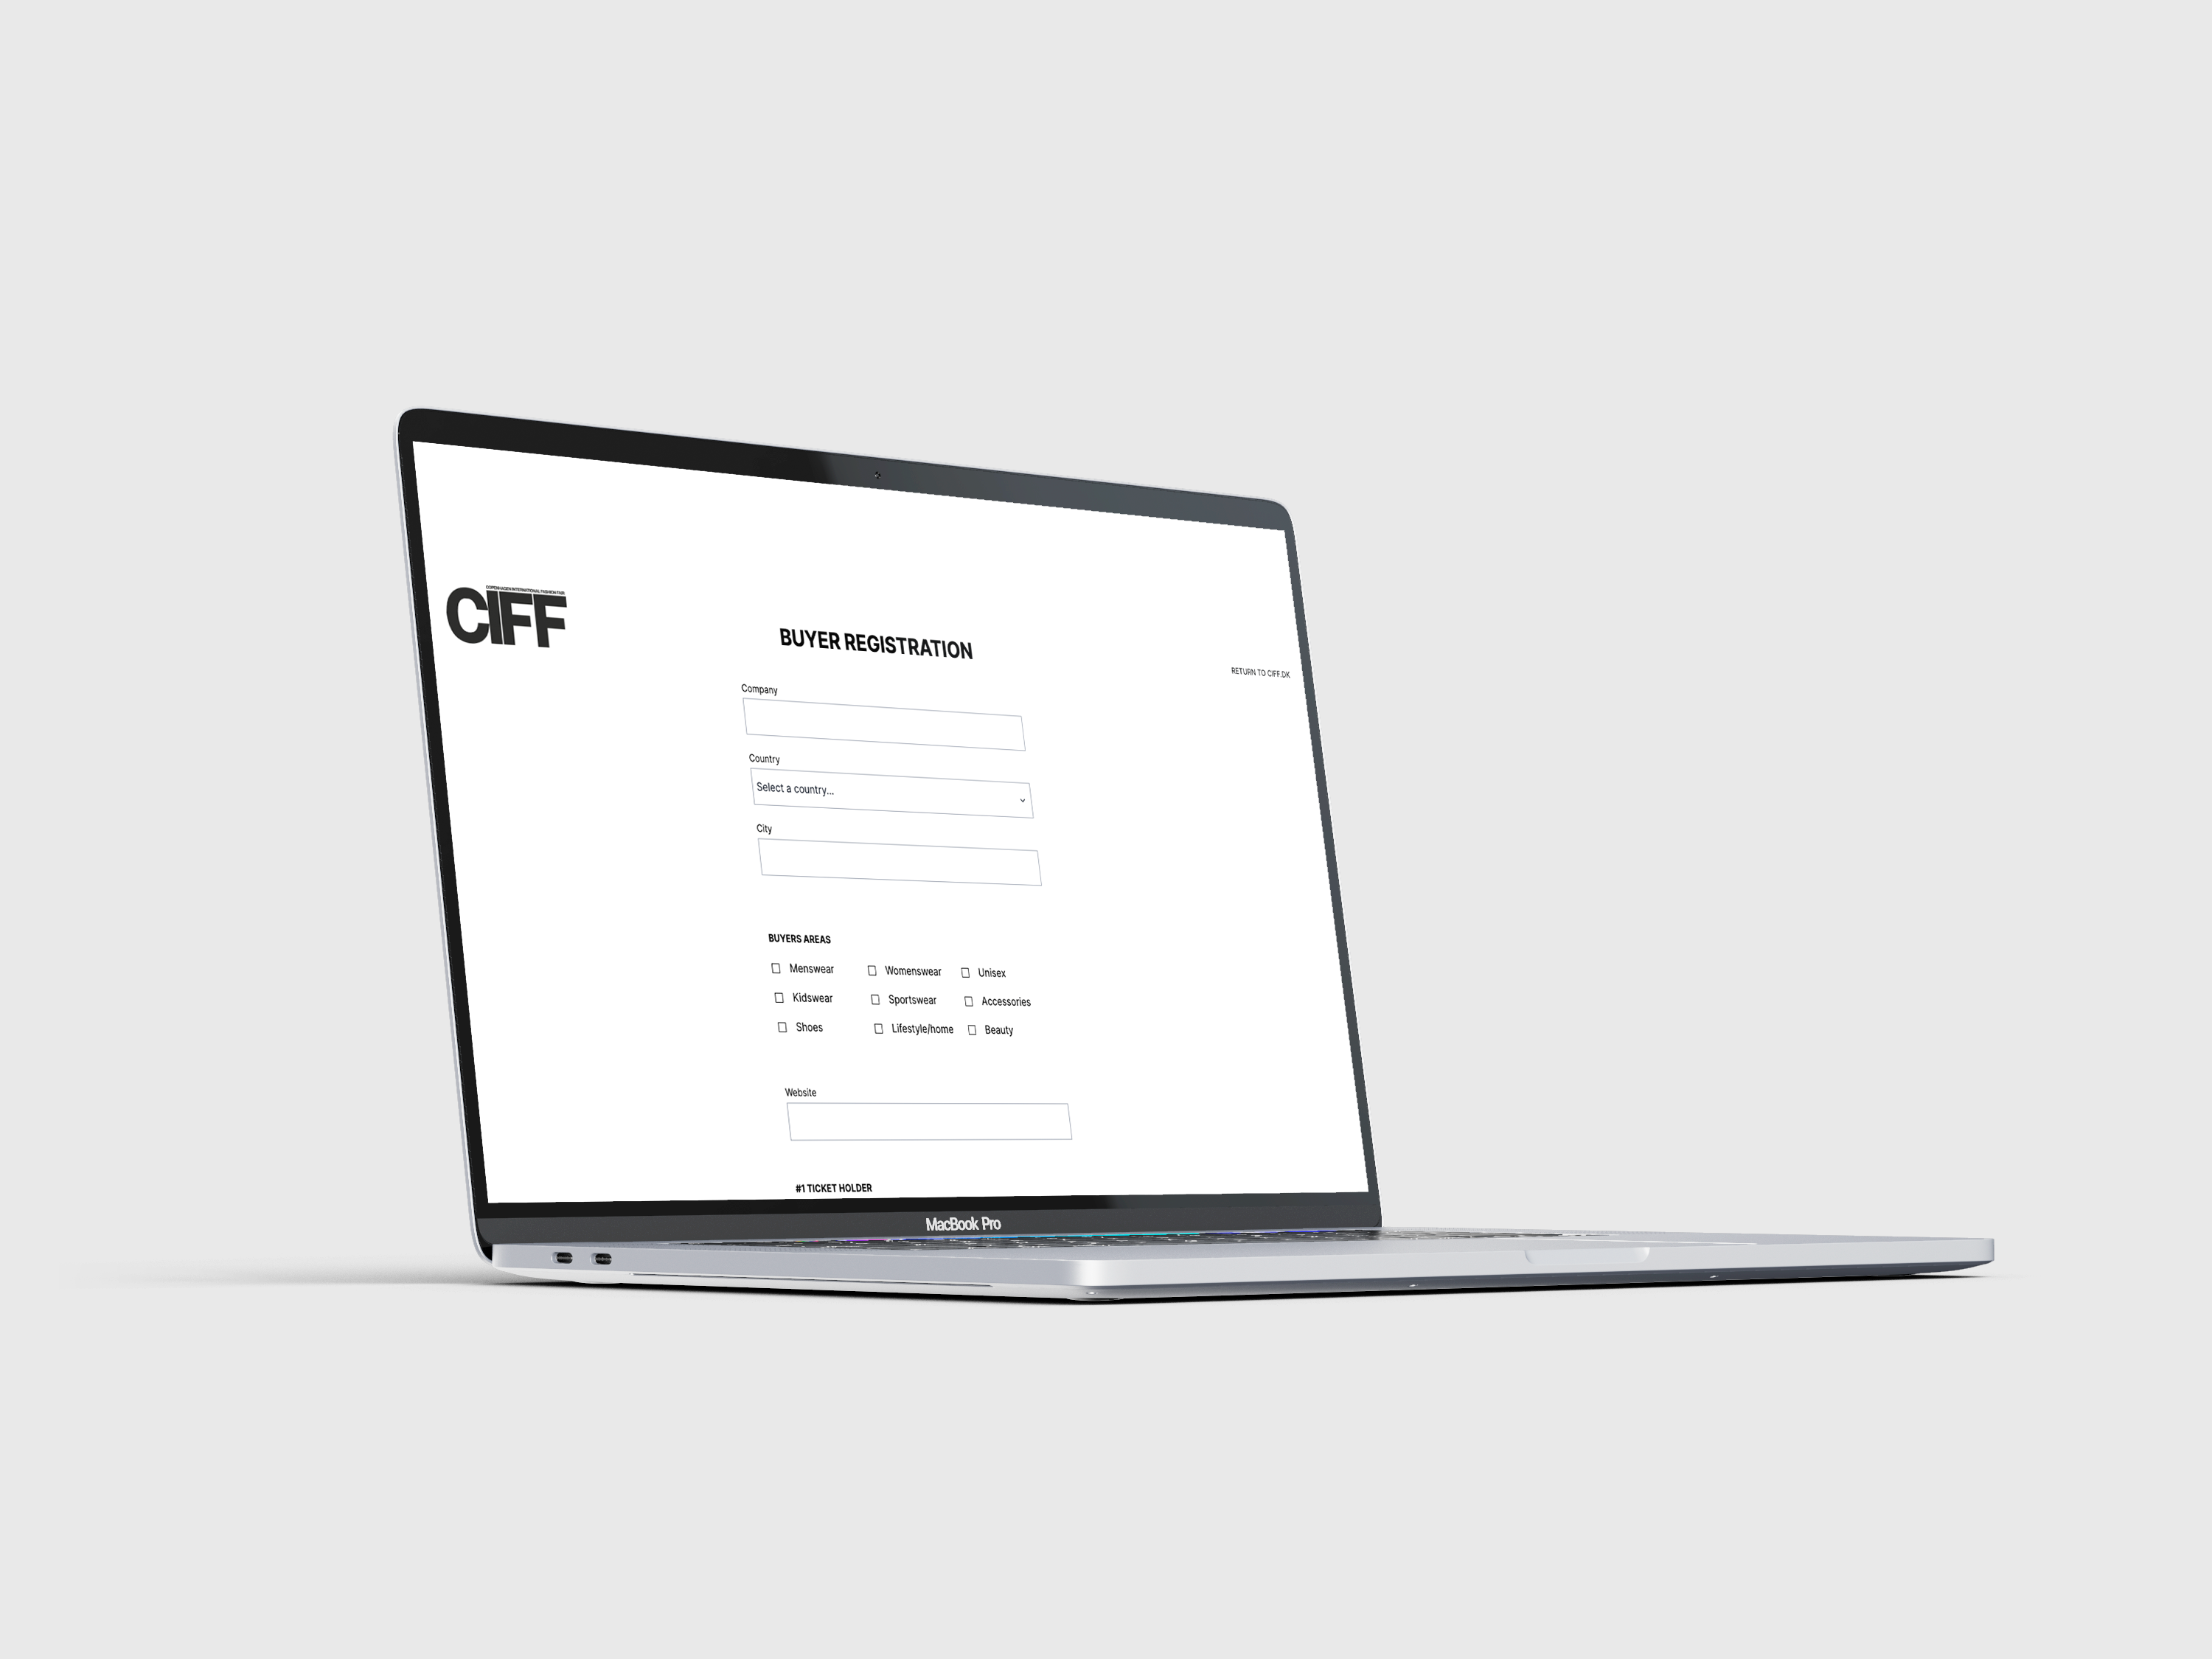 COPENHAGEN INTERNATIONAL FASHION FAIR
CIFF
BUYER REGISTRATION
RETURN TO CIFF.DK
Company
Country
Select a country...
City
BUYERS AREAS
Menswear Womenswear Unisex
Kidswear Sportswear Accessories
Shoes Lifestyle/home Beauty
Website
#1 TICKET HOLDER
MacBook Pro